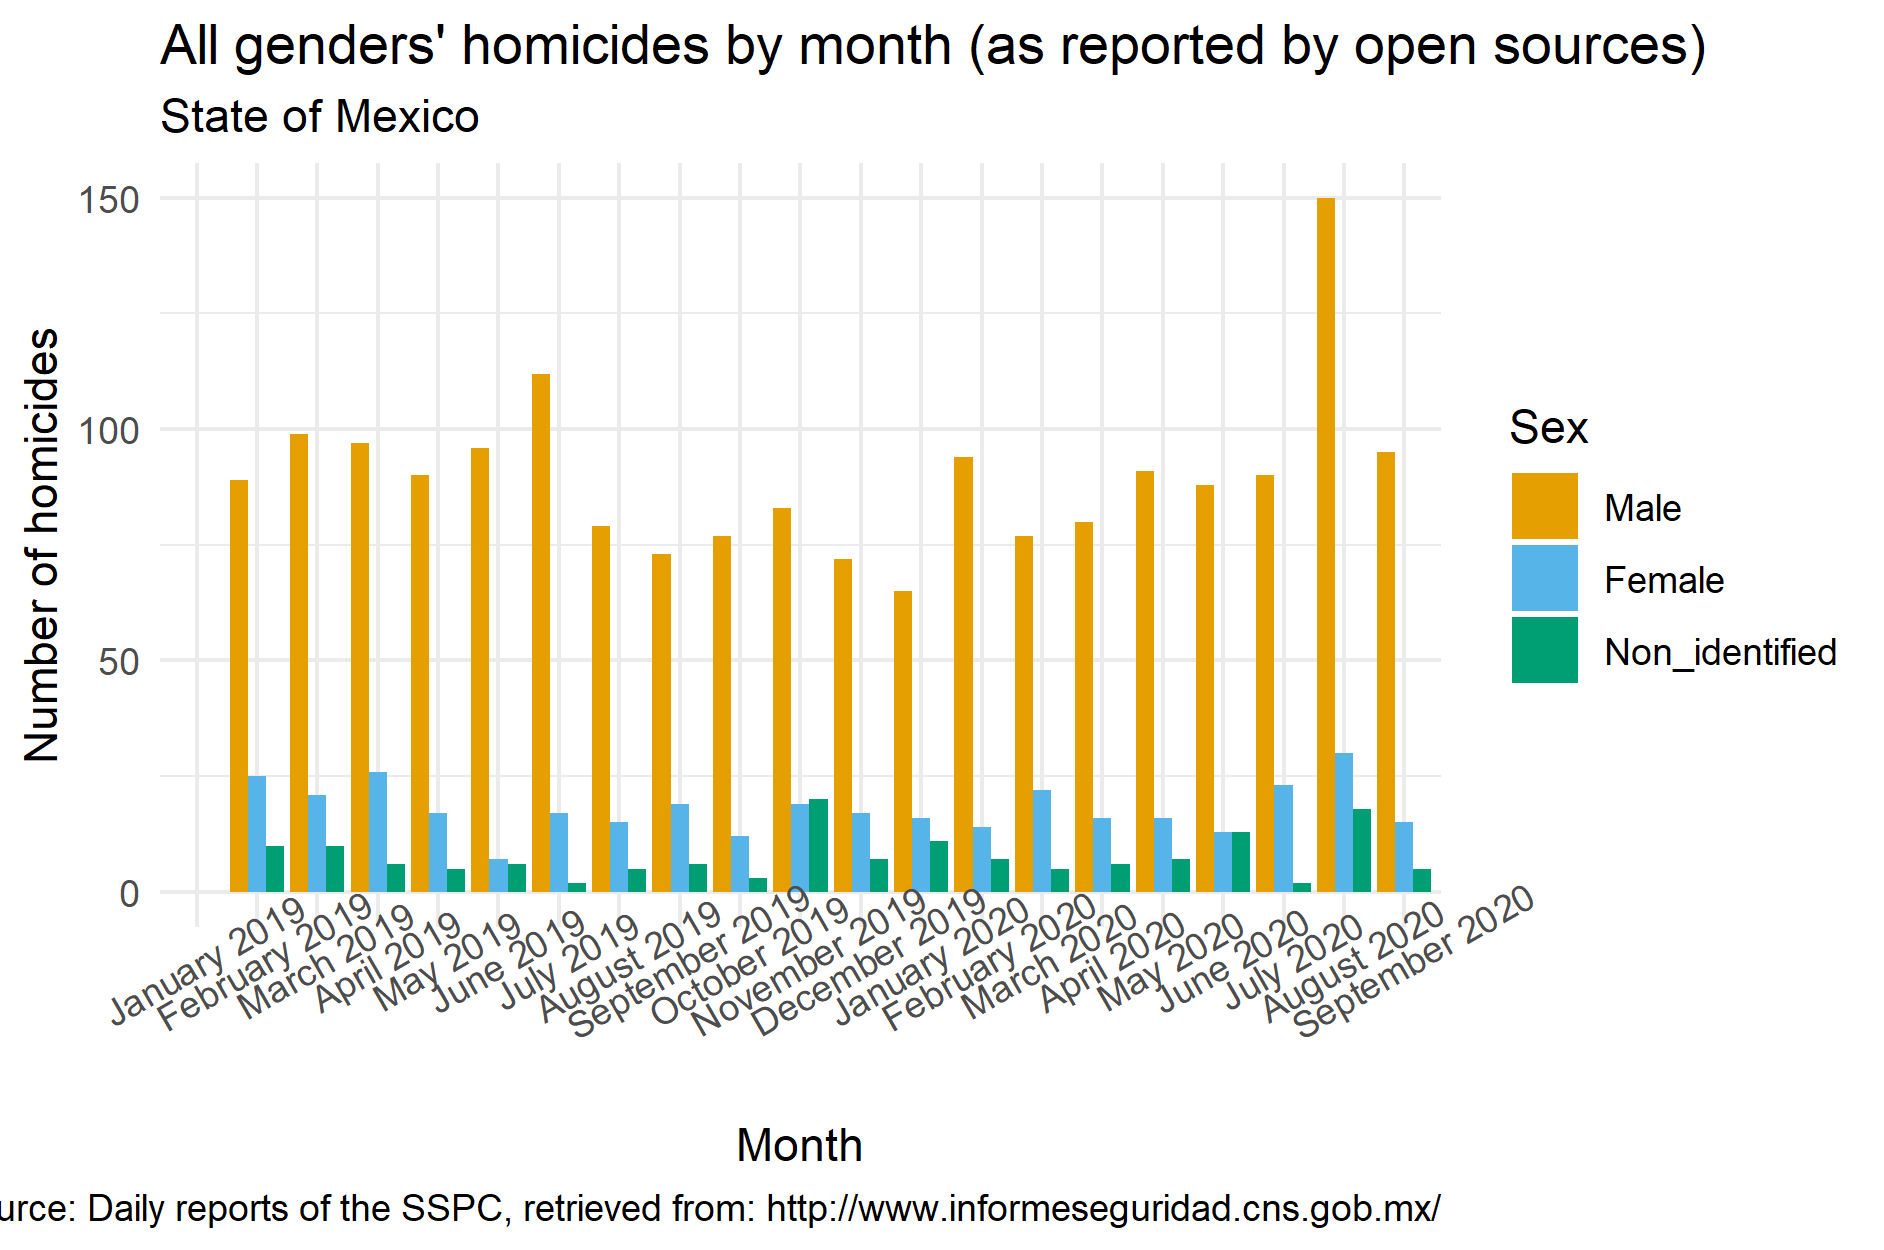 All genders' homicides by month (as reported by open sources)
State of Mexico
150
100
50
0
Number of homicides
Sex
Male
Female
Non_identified
January 2019
February 2019
March 2019
April 2019
May 2019
June 2019
July 2019
August 2019
September 2019
October 2019
November 2019
December 2019
January 2020
February 2020
March 2020
April 2020
May 2020
June 2020
July 2020
August 2020
September 2020
Month
urce: Daily reports of the SSPC, retrieved from: http://www.informeseguridad.cns.gob.mx/